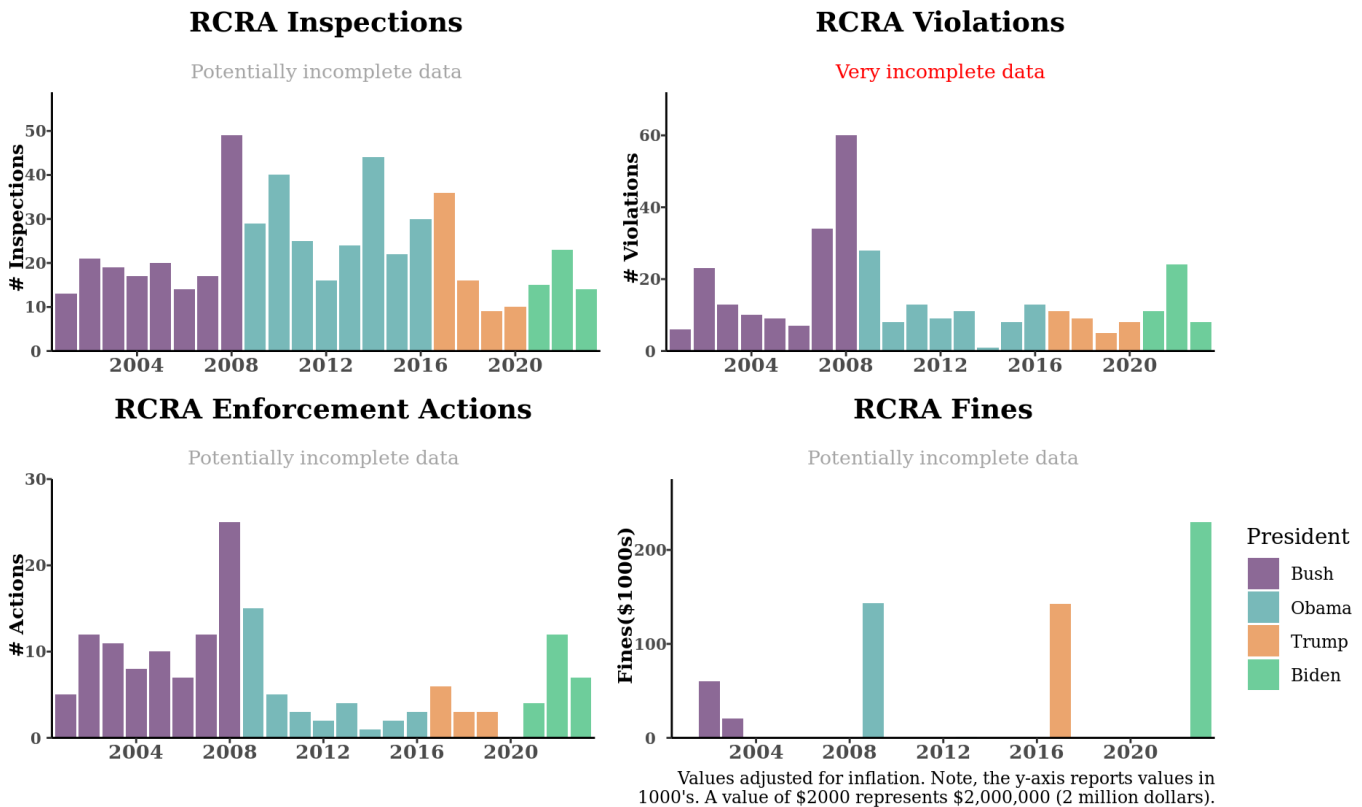 RCRA Inspections
Potentially incomplete data
# Inspections
50
40
30
20
10
0
2004
2008
2012
2016
2020
RCRA Violations
Very incomplete data
# Violations
60
40
20
0
2004
2008
2012
2016
2020
RCRA Enforcement Actions
Potentially incomplete data
# Actions
30
20
10
0
2004
2008
2012
2016
2020
RCRA Fines
Potentially incomplete data
Fines($1000s)
200
100
0
2004
2008
2012
2016
2020
President
Bush
Obama
Trump
Biden
Values adjusted for inflation. Note, the y-axis reports values in
1000's. A value of $2000 represents $2,000,000 (2 million dollars).